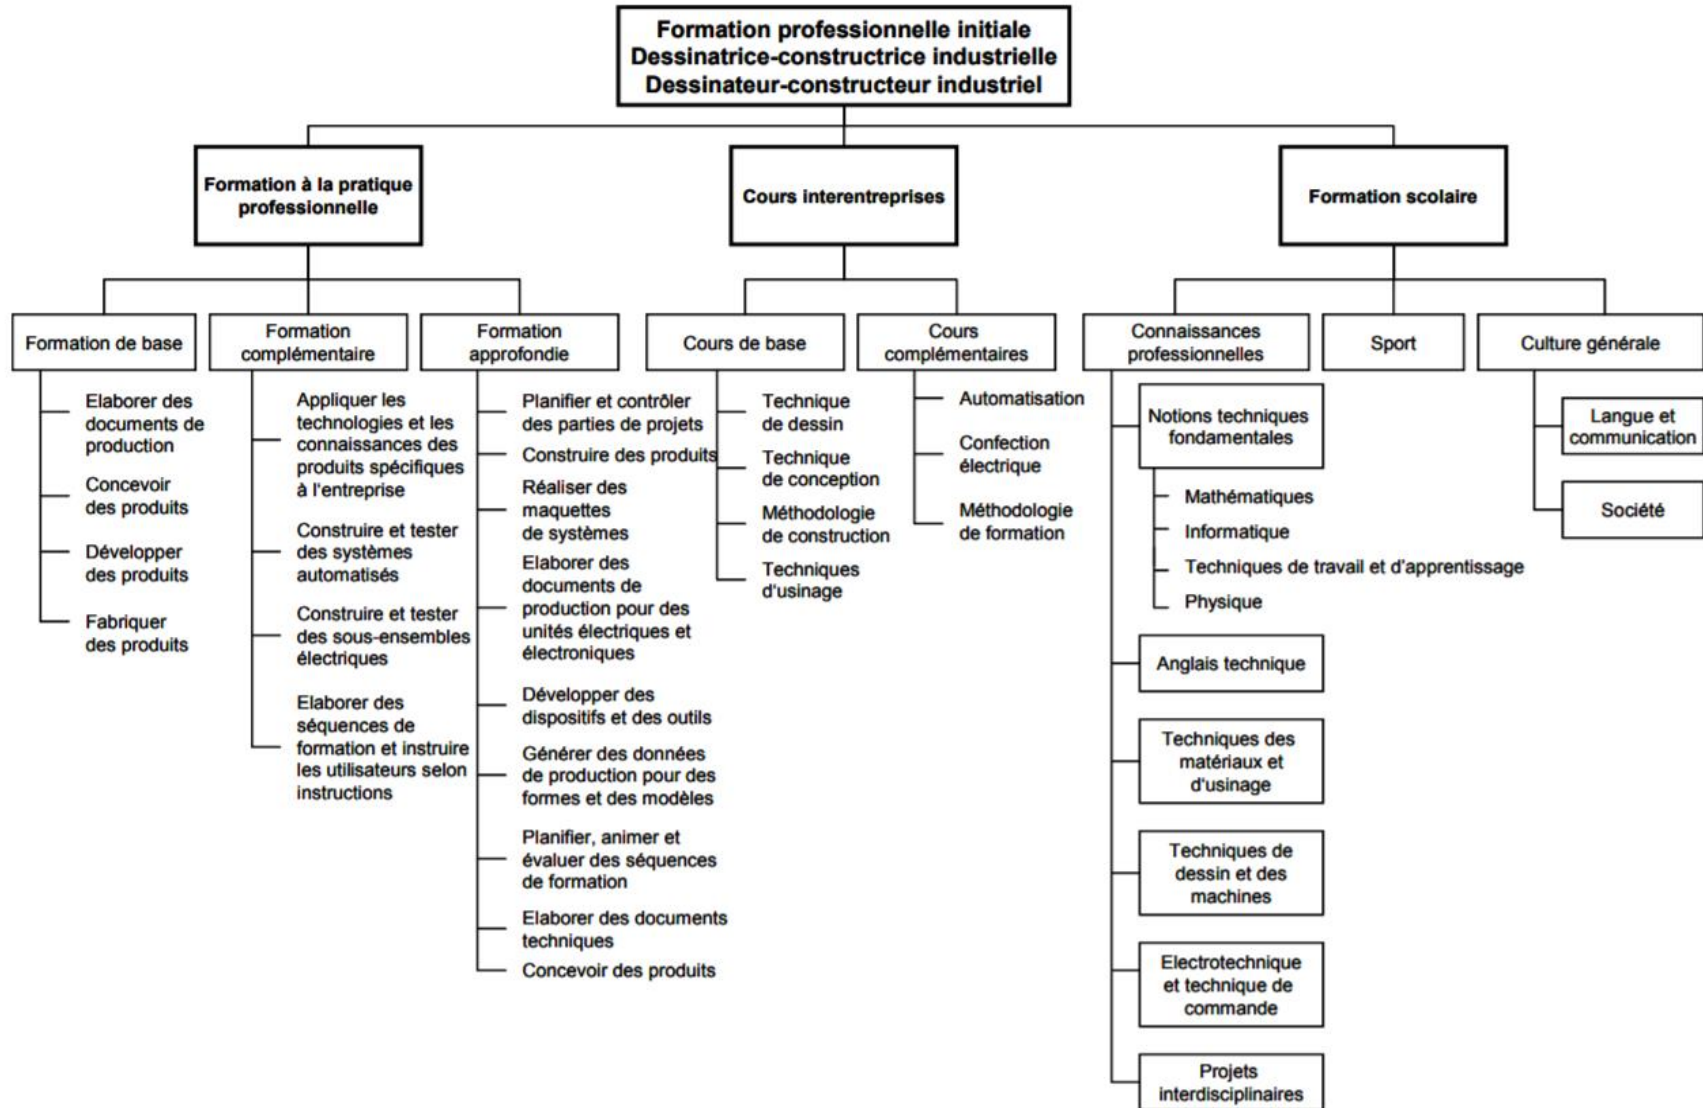 Formation professionnelle initiale
Dessinatrice-constructrice industrielle
Dessinateur-constructeur industriel
Formation à la pratique
professionnelle
Cours interentreprises
Formation scolaire
Formation de base
Formation
complémentaire
Formation
approfondie
Cours de base
Cours
complémentaires
Connaissances
professionnelles
Sport
Culture générale
Elaborer des
documents de
production
Concevoir
des produits
Développer
des produits
Fabriquer
des produits
Appliquer les
technologies et les
connaissances des
produits spécifiques
à l'entreprise
Construire et tester
des systèmes
automatisés
Construire et tester
des sous-ensembles
électriques
Elaborer des
séquences de
formation et instruire
les utilisateurs selon
instructions
Planifier et contrôler
des parties de projets
Construire des produits
Réaliser des
maquettes
de systèmes
Elaborer des
documents de
production pour des
unités électriques et
électroniques
Développer des
dispositifs et des outils
Générer des données
de production pour des
formes et des modèles
Planifier, animer et
évaluer des séquences
de formation
Elaborer des documents
techniques
Concevoir des produits
Technique
de dessin
Technique
de conception
Méthodologie
de construction
Techniques
d'usinage
Automatisation
Confection
électrique
Méthodologie
de formation
Notions techniques
fondamentales
Mathématiques
Informatique
Techniques de travail et d'apprentissage
Physique
Anglais technique
Techniques des
matériaux et
d'usinage
Techniques de
dessin et des
machines
Electrotechnique
et technique de
commande
Projets
interdisciplinaires
Langue et
communication
Société